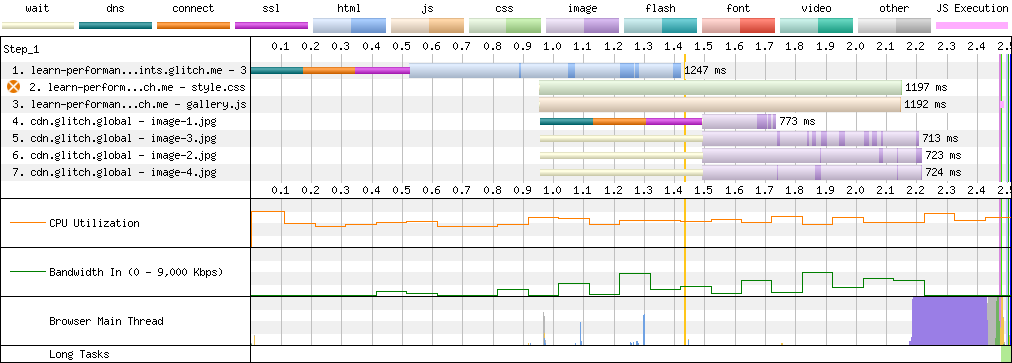 wait dns connect ssl html js css image flash font video other JS Execution
Step_1 0.1 0.2 0.3 0.4 0.5 0.6 0.7 0.8 0.9 1.0 1.1 1.2 1.3 1.4 1.5 1.6 1.7 1.8 1.9 2.0 2.1 2.2 2.3 2.4 2.5
1. learn-performan...ints.glitch.me - 3 1247 ms
2. learn-perform...ch.me - style.css 1197 ms
3. learn-performan...ch.me - gallery.js 1192 ms
4. cdn.glitch.global - image-1.jpg 773 ms
5. cdn.glitch.global - image-3.jpg 713 ms
6. cdn.glitch.global - image-2.jpg 723 ms
7. cdn.glitch.global - image-4.jpg 724 ms
0.1 0.2 0.3 0.4 0.5 0.6 0.7 0.8 0.9 1.0 1.1 1.2 1.3 1.4 1.5 1.6 1.7 1.8 1.9 2.0 2.1 2.2 2.3 2.4 2.5
CPU Utilization
Bandwidth In (0 - 9,000 Kbps)
Browser Main Thread
Long Tasks